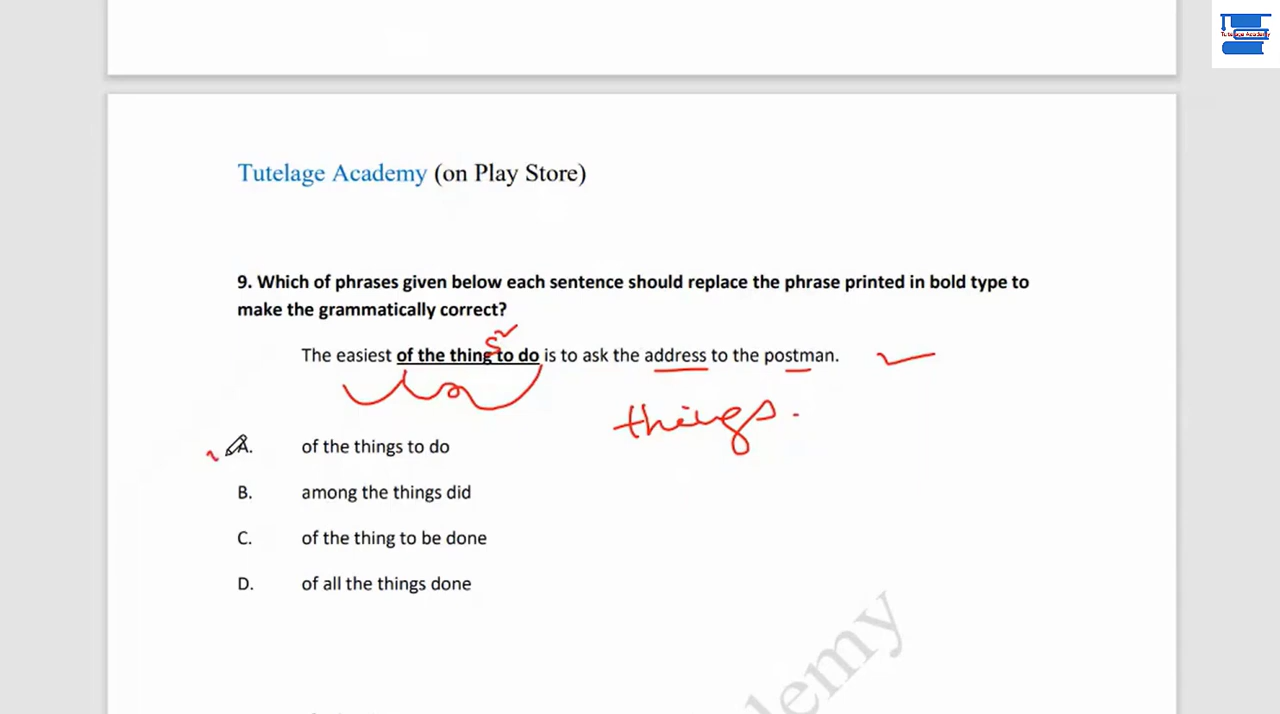 Tutelage Academy
Tutelage Academy (on Play Store)
9. Which of phrases given below each sentence should replace the phrase printed in bold type to
make the grammatically correct?
s
The easiest of the thing to do is to ask the address to the postman.
things.
A. of the things to do
B. among the things did
C. of the thing to be done
D. of all the things done
demy